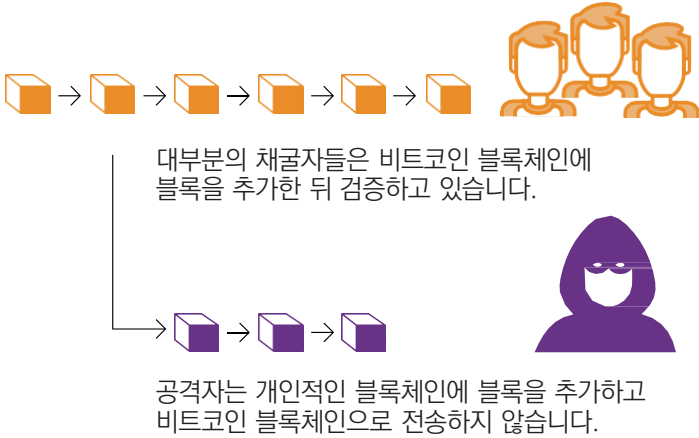 대부분의 채굴자들은 비트코인 블록체인에
블록을 추가한 뒤 검증하고 있습니다.
공격자는 개인적인 블록체인에 블록을 추가하고
비트코인 블록체인으로 전송하지 않습니다.